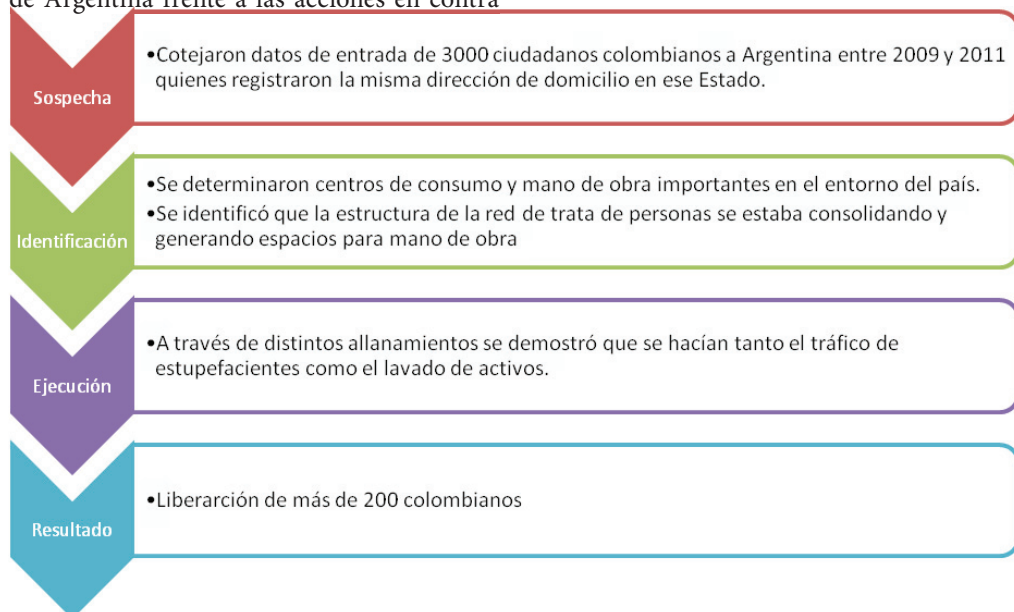 de Argentina frente a las acciones en contra
Sospecha
•Cotejaron datos de entrada de 3000 ciudadanos colombianos a Argentina entre 2009 y 2011
quienes registraron la misma dirección de domicilio en ese Estado.
Identificación
•Se determinaron centros de consumo y mano de obra importantes en el entorno del país.
•Se identificó que la estructura de la red de trata de personas se estaba consolidando y
generando espacios para mano de obra
Ejecución
•A través de distintos allanamientos se demostró que se hacían tanto el tráfico de
estupefacientes como el lavado de activos.
Resultado
•Liberarción de más de 200 colombianos